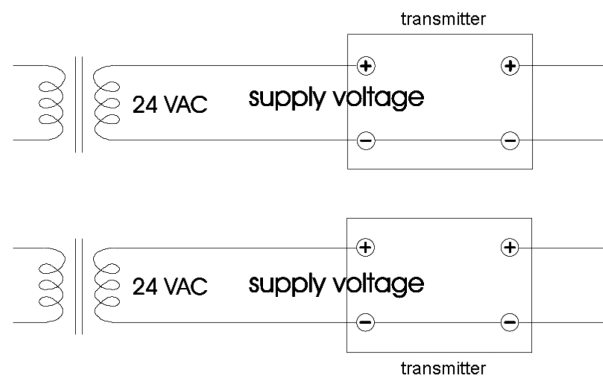 transmitter
+ +
24 VAC supply voltage
− −
+ +
24 VAC supply voltage
− −
transmitter